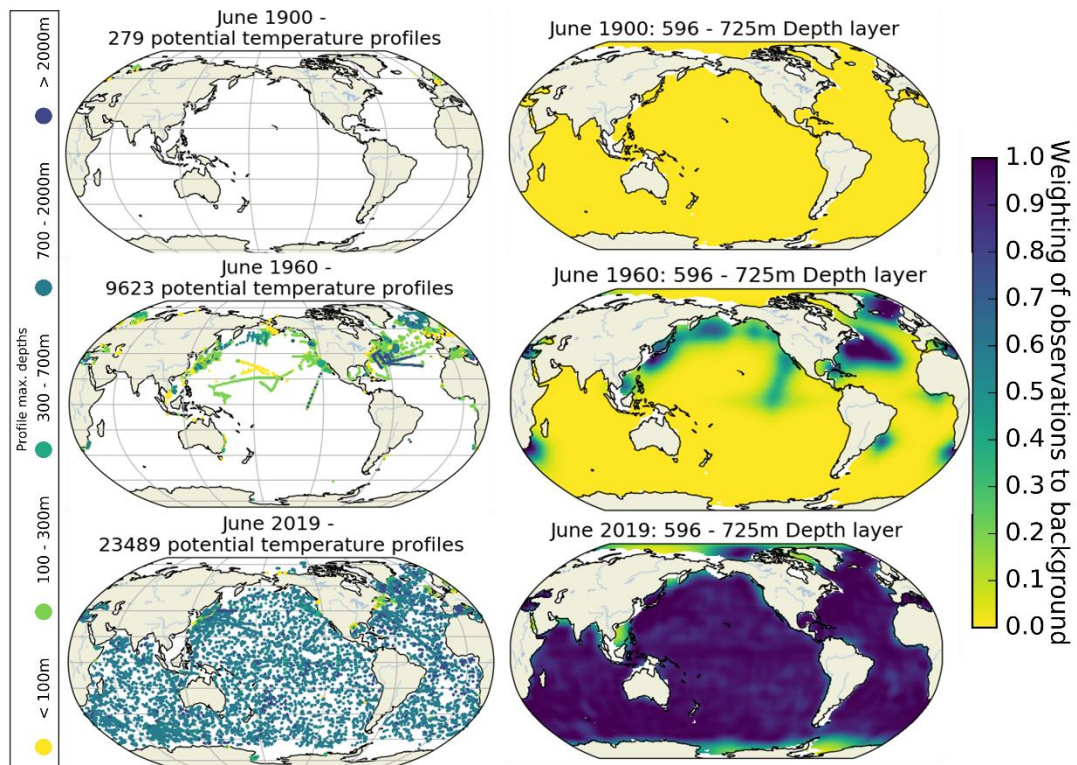 June 1900 -
279 potential temperature profiles
June 1900: 596 - 725m Depth layer
June 1960 -
9623 potential temperature profiles
June 1960: 596 - 725m Depth layer
June 2019 -
23489 potential temperature profiles
June 2019: 596 - 725m Depth layer
Profile max. depths
< 100m
100 - 300m
300 - 700m
700 - 20000m
> 2000m
1.0
0.9
0.8
0.7
0.6
0.5
0.4
0.3
0.2
0.1
0.0
Weighting of observations to background